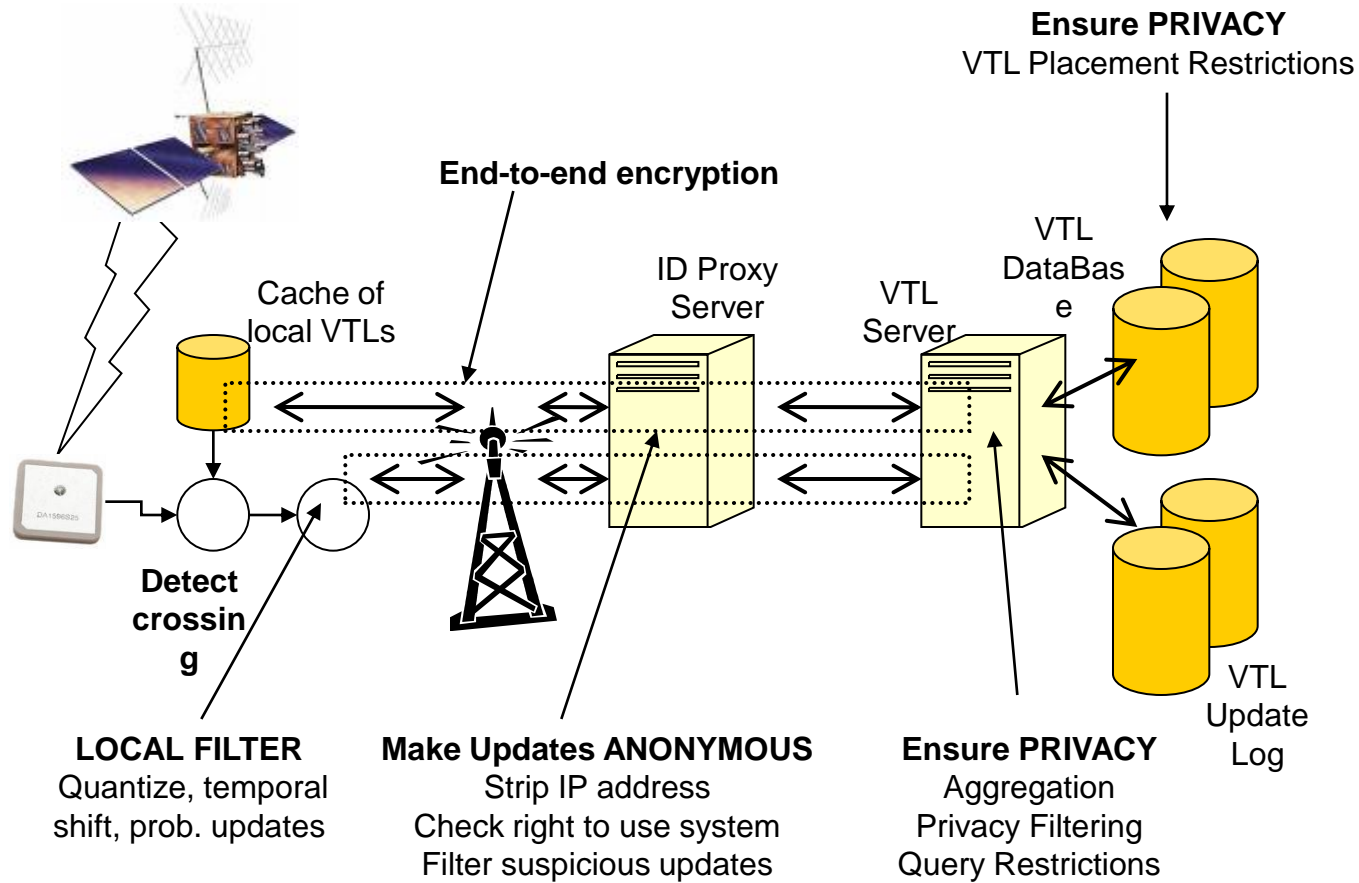 Ensure PRIVACY
VTL Placement Restrictions
End-to-end encryption
Cache of
local VTLs
ID Proxy
Server
VTL
Server
VTL
DataBas
e
DA1566S25
Detect
crossin
g
LOCAL FILTER
Quantize, temporal
shift, prob. updates
Make Updates ANONYMOUS
Strip IP address
Check right to use system
Filter suspicious updates
Ensure PRIVACY
Aggregation
Privacy Filtering
Query Restrictions
VTL
Update
Log